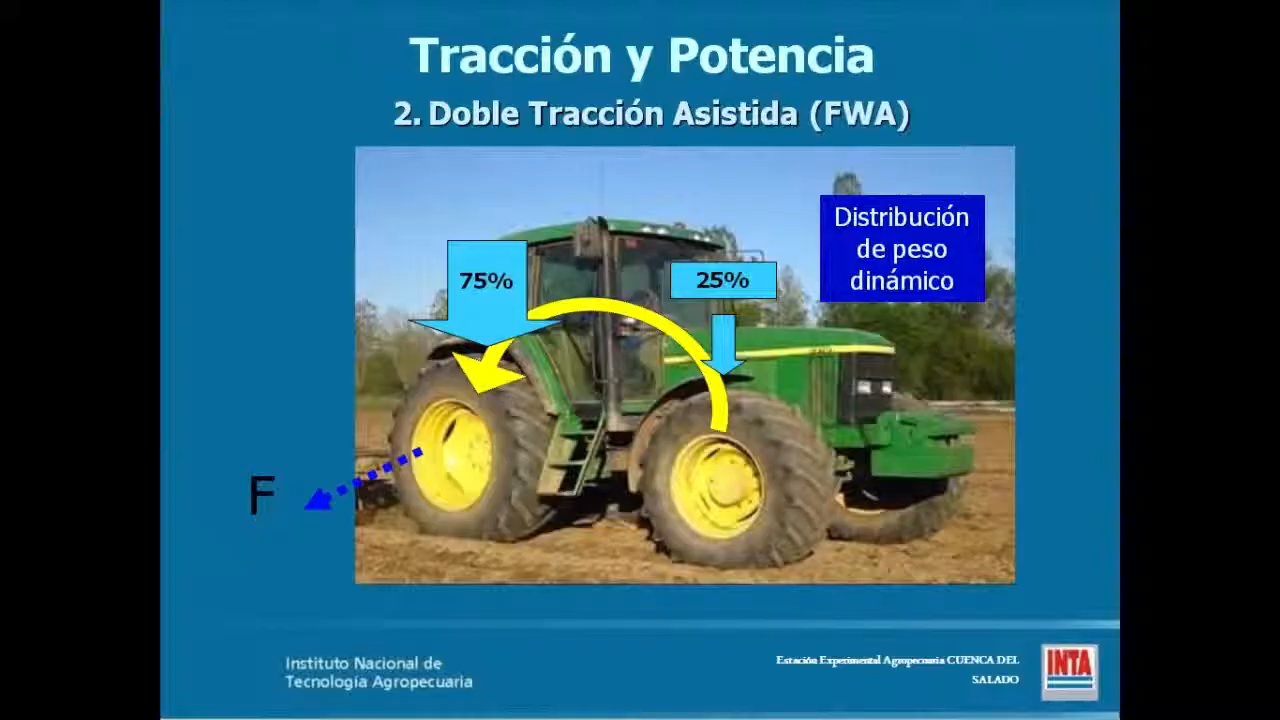 Tracción y Potencia
2. Doble Tracción Asistida (FWA)
Distribución
de peso
dinámico
75%
25%
F
Instituto Nacional de
Tecnología Agropecuaria
Estación Experimental Agropecuaria CUENCA DEL
SALADO
INTA